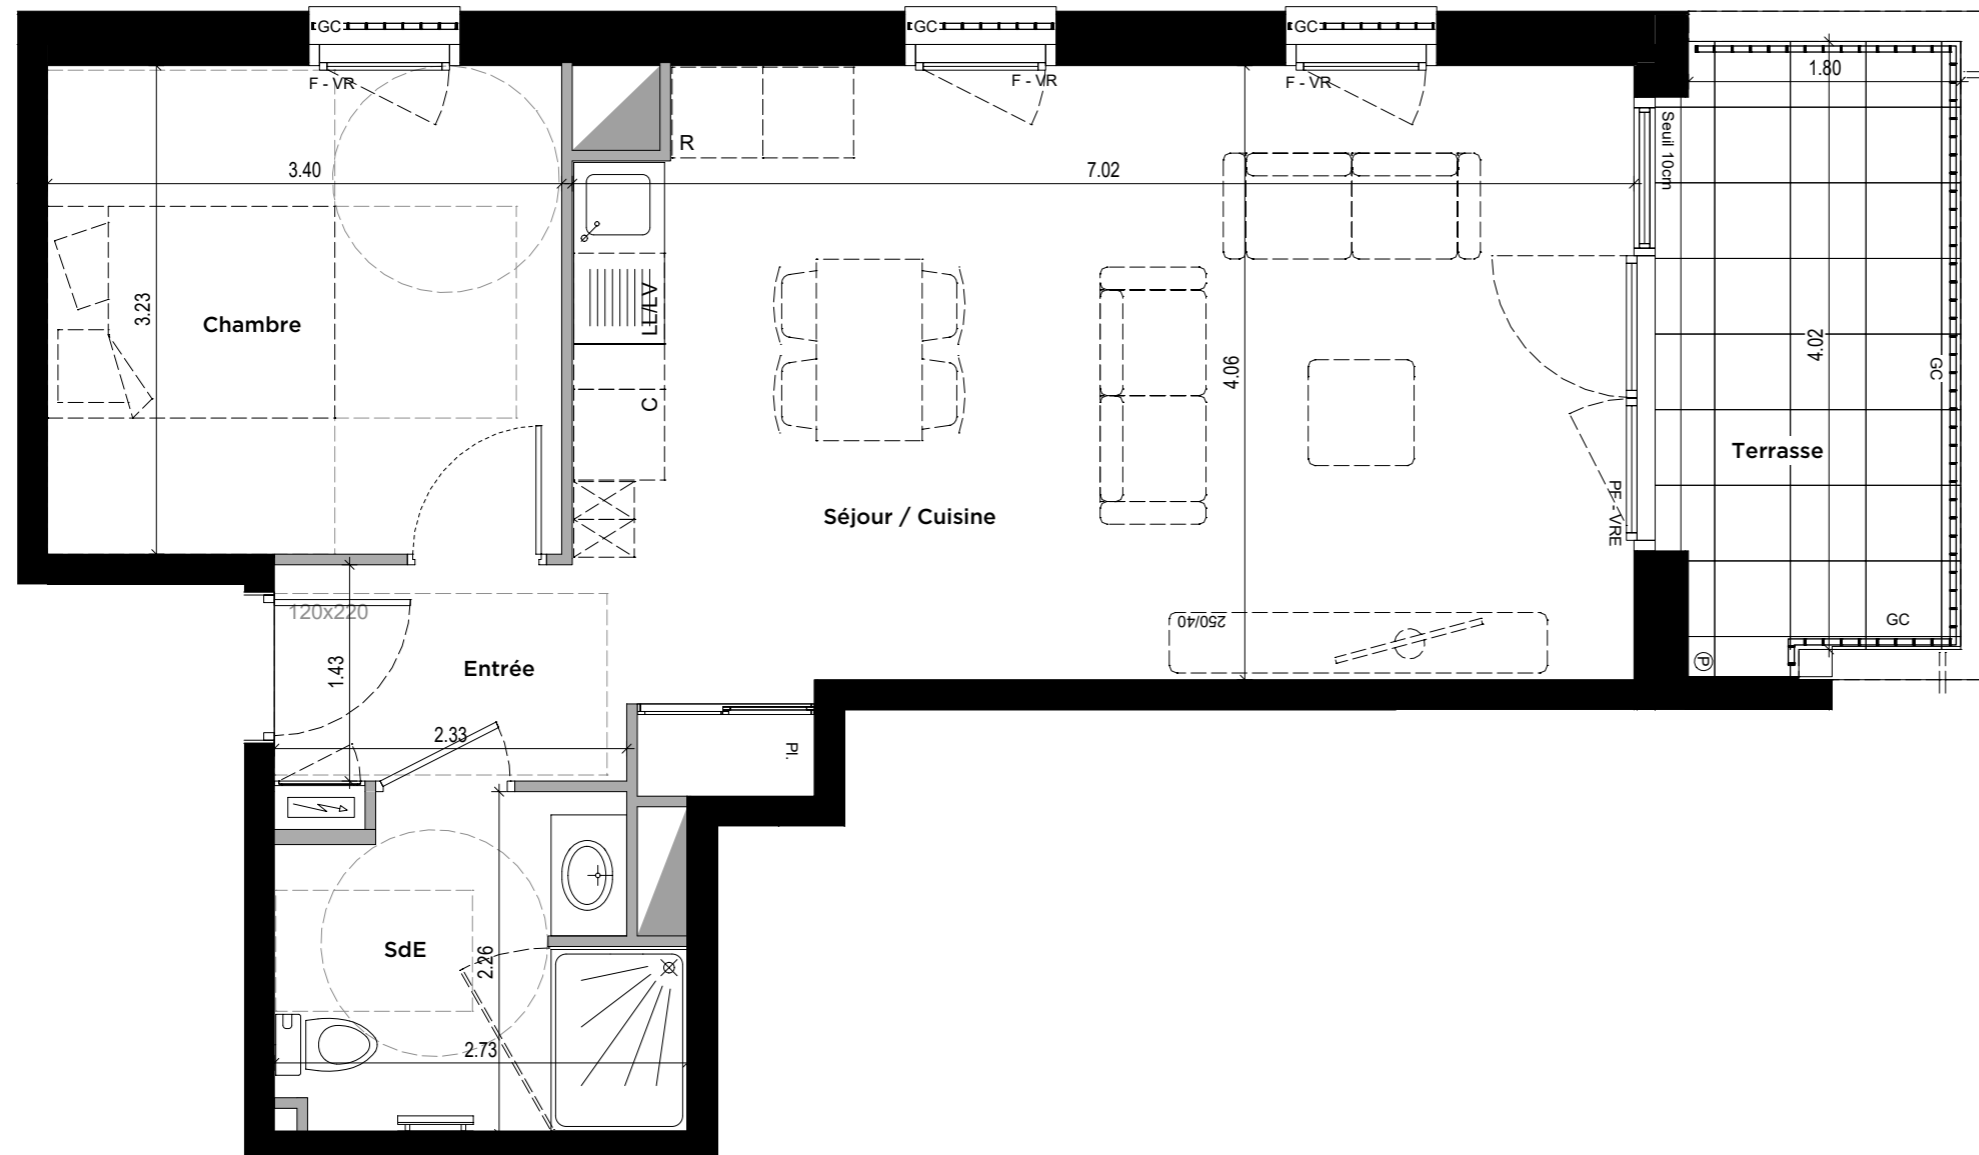 GC
GC
GC
F - VR
F - VR
F - VR
1.80
R
Seuil 10cm
3.40
7.02
3.23
Chambre
LL/LV
4.06
4.02
GC
C
Terrasse
Séjour / Cuisine
PF - VRE
120x220
250/40
GC
P
1.43
Entrée
2.33
Pl.
SdE
2.26
2.73